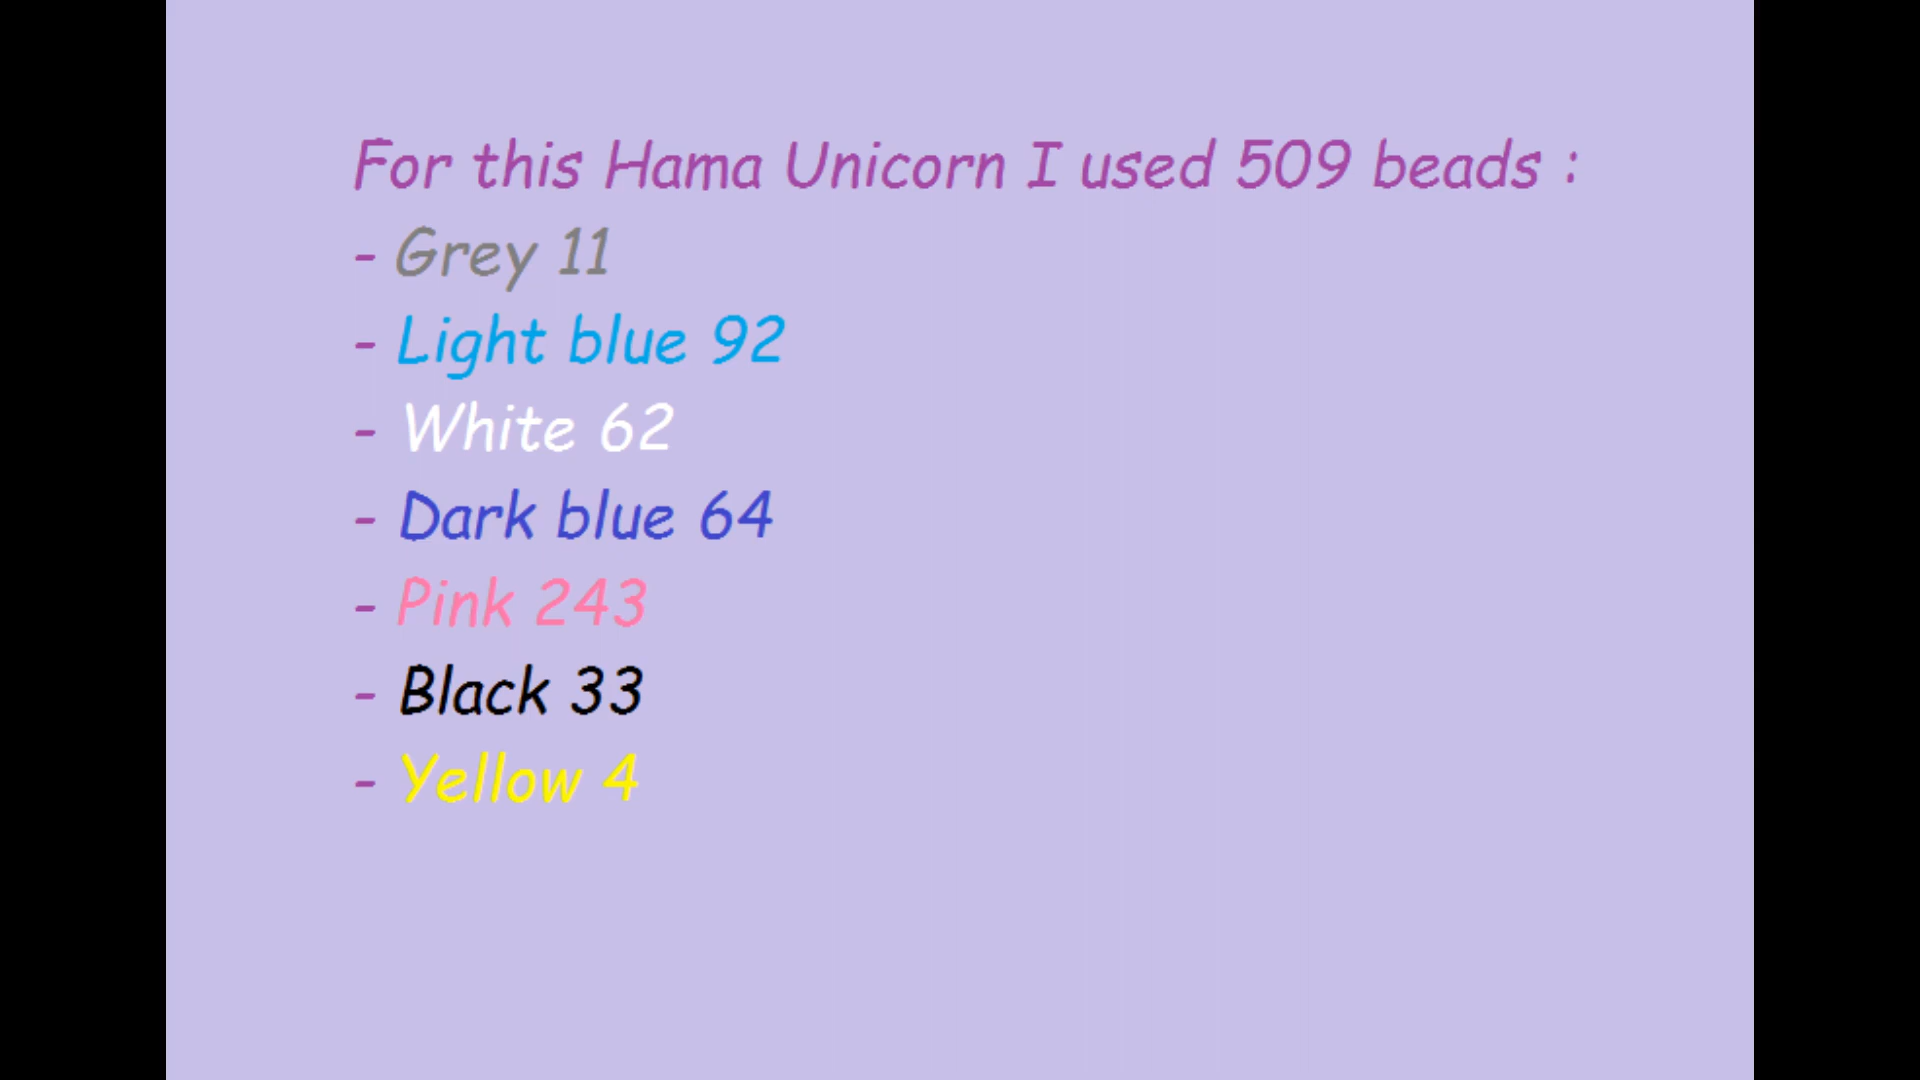 For this Hama Unicorn I used 509 beads :
- Grey 11
- Light blue 92
- White 62
- Dark blue 64
- Pink 243
- Black 33
- Yellow 4